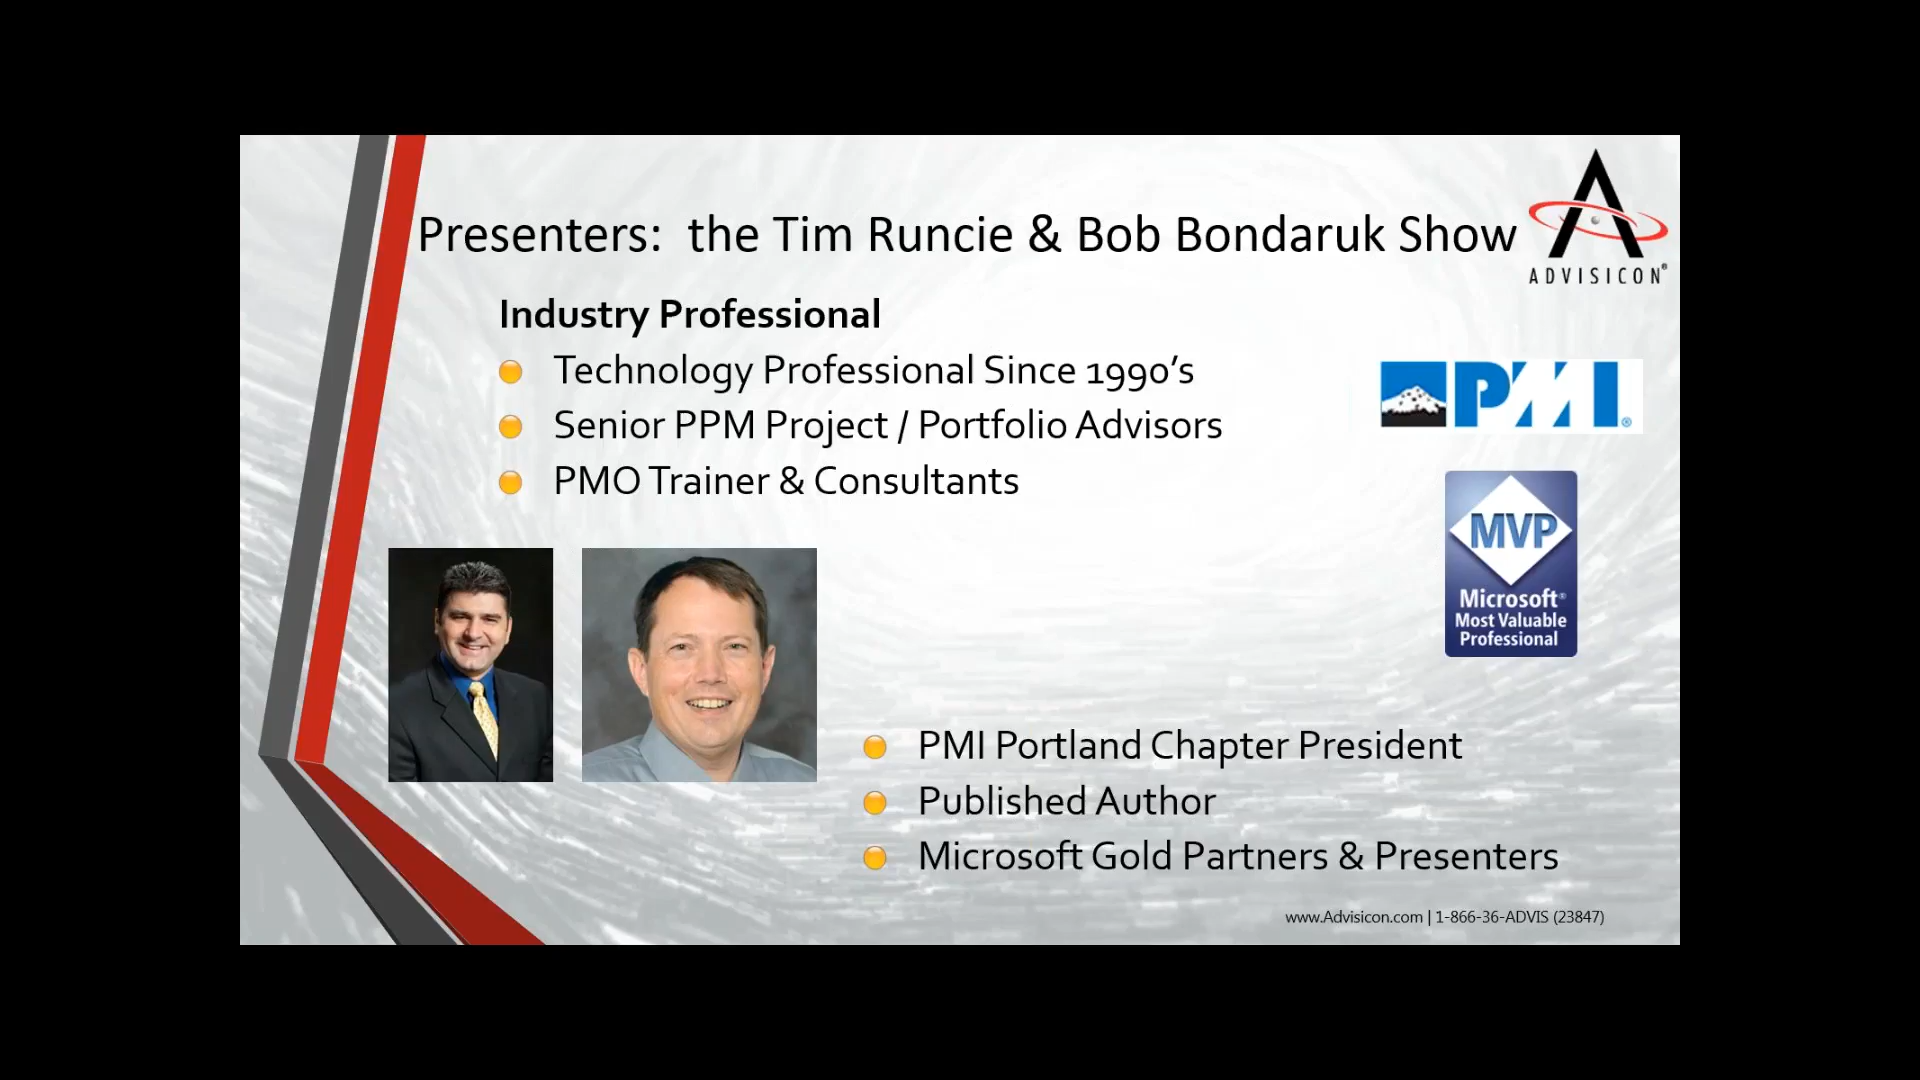 Presenters: the Tim Runcie & Bob Bondaruk Show
ADVISICON®
Industry Professional
Technology Professional Since 1990's
Senior PPM Project / Portfolio Advisors
PMO Trainer & Consultants
PMI®
MVP
Microsoft®
Most Valuable
Professional
PMI Portland Chapter President
Published Author
Microsoft Gold Partners & Presenters
www.Advisicon.com | 1-866-36-ADVIS (23847)